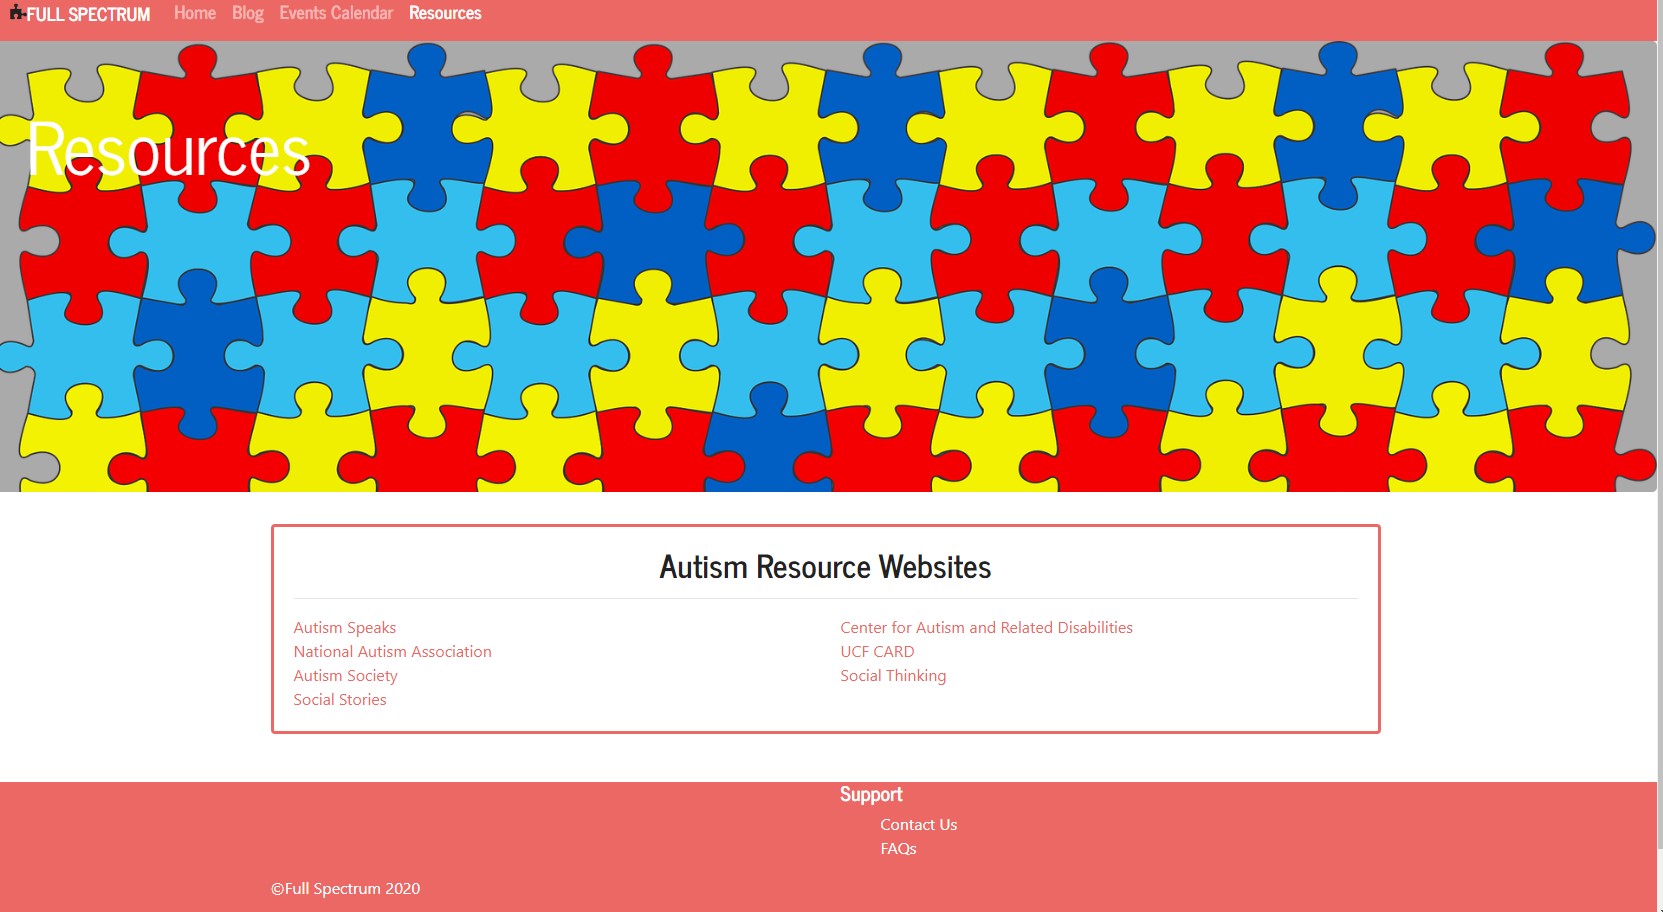 FULL SPECTRUM Home Blog Events Calendar Resources
Resources
Autism Resource Websites
Autism Speaks
National Autism Association
Autism Society
Social Stories
Center for Autism and Related Disabilities
UCF CARD
Social Thinking
Support
Contact Us
FAQs
©Full Spectrum 2020